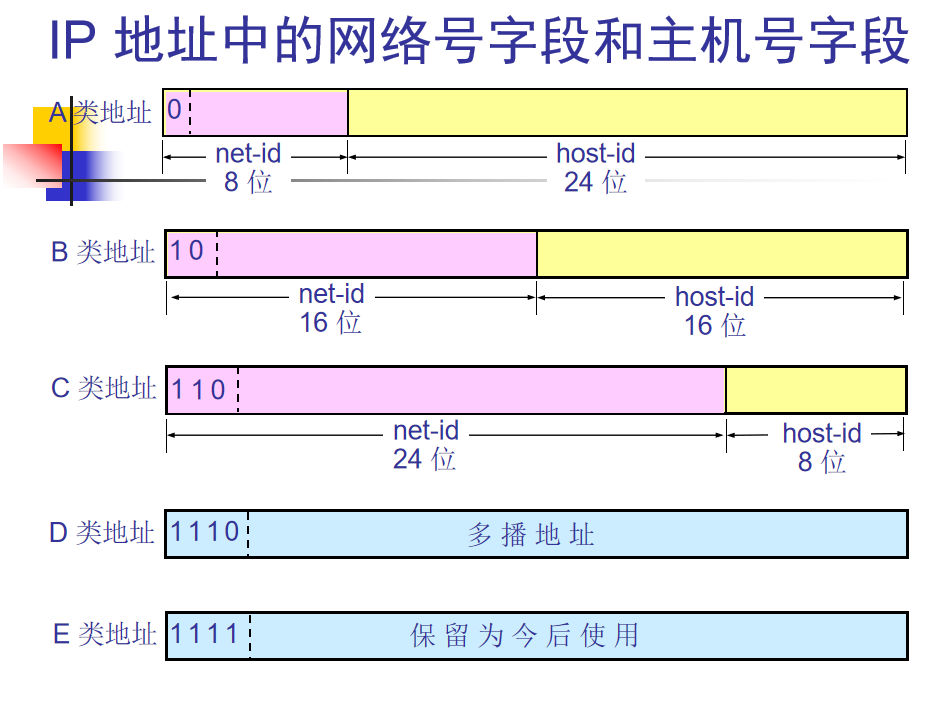 IP 地址中的网络号字段和主机号字段
A 类地址
0
net-id
8 位
host-id
24 位
B 类地址
1 0
net-id
16 位
host-id
16 位
C 类地址
1 1 0
net-id
24 位
host-id
8 位
D 类地址
1 1 1 0
多 播 地 址
E 类地址
1 1 1 1
保 留 为 今 后 使 用